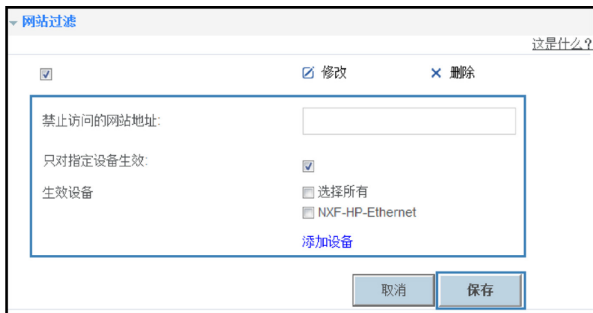 网站过滤
这是什么?
修改 删除
禁止访问的网站地址:
只对指定设备生效:
生效设备 选择所有
NXF-HP-Ethernet
添加设备
取消 保存